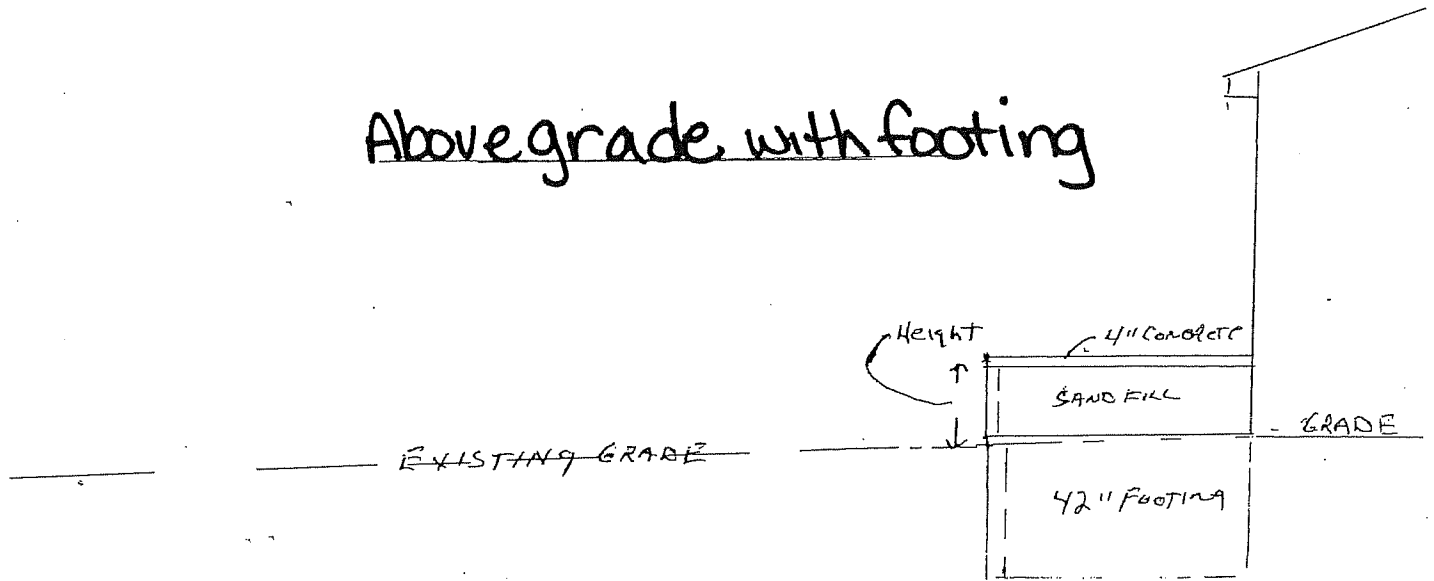 Above grade with footing
Height
4" CONCRETE
SAND FILL
GRADE
EXISTING GRADE
42" FOOTING